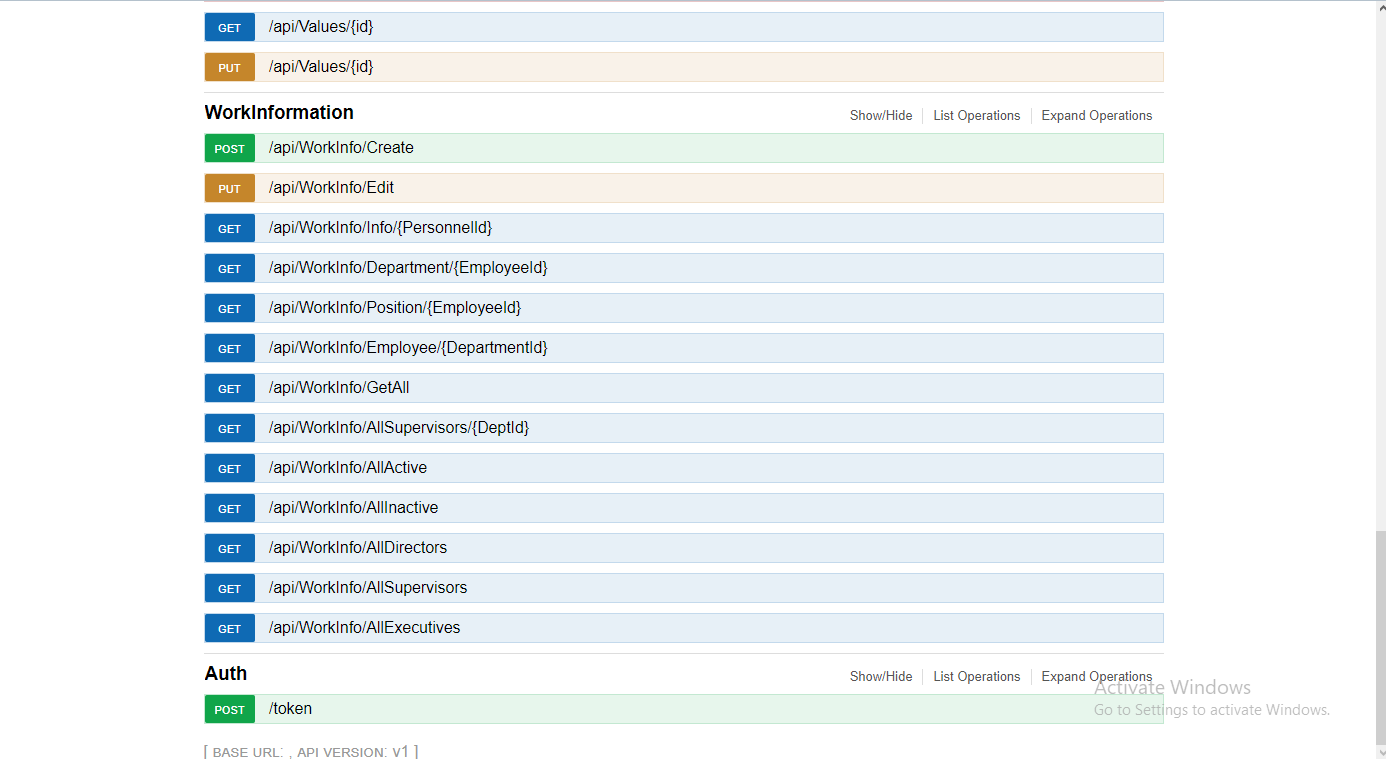 GET /api/Values/{id}
PUT /api/Values/{id}
WorkInformation Show/Hide List Operations Expand Operations
POST /api/WorkInfo/Create
PUT /api/WorkInfo/Edit
GET /api/WorkInfo/Info/{PersonnelId}
GET /api/WorkInfo/Department/{EmployeeId}
GET /api/WorkInfo/Position/{EmployeeId}
GET /api/WorkInfo/Employee/{DepartmentId}
GET /api/WorkInfo/GetAll
GET /api/WorkInfo/AllSupervisors/{DeptId}
GET /api/WorkInfo/AllActive
GET /api/WorkInfo/AllInactive
GET /api/WorkInfo/AllDirectors
GET /api/WorkInfo/AllSupervisors
GET /api/WorkInfo/AllExecutives
Auth Show/Hide List Operations Expand Operations
Activate Windows
POST /token
Go to Settings to activate Windows.
[ BASE URL: , API VERSION: v1 ]